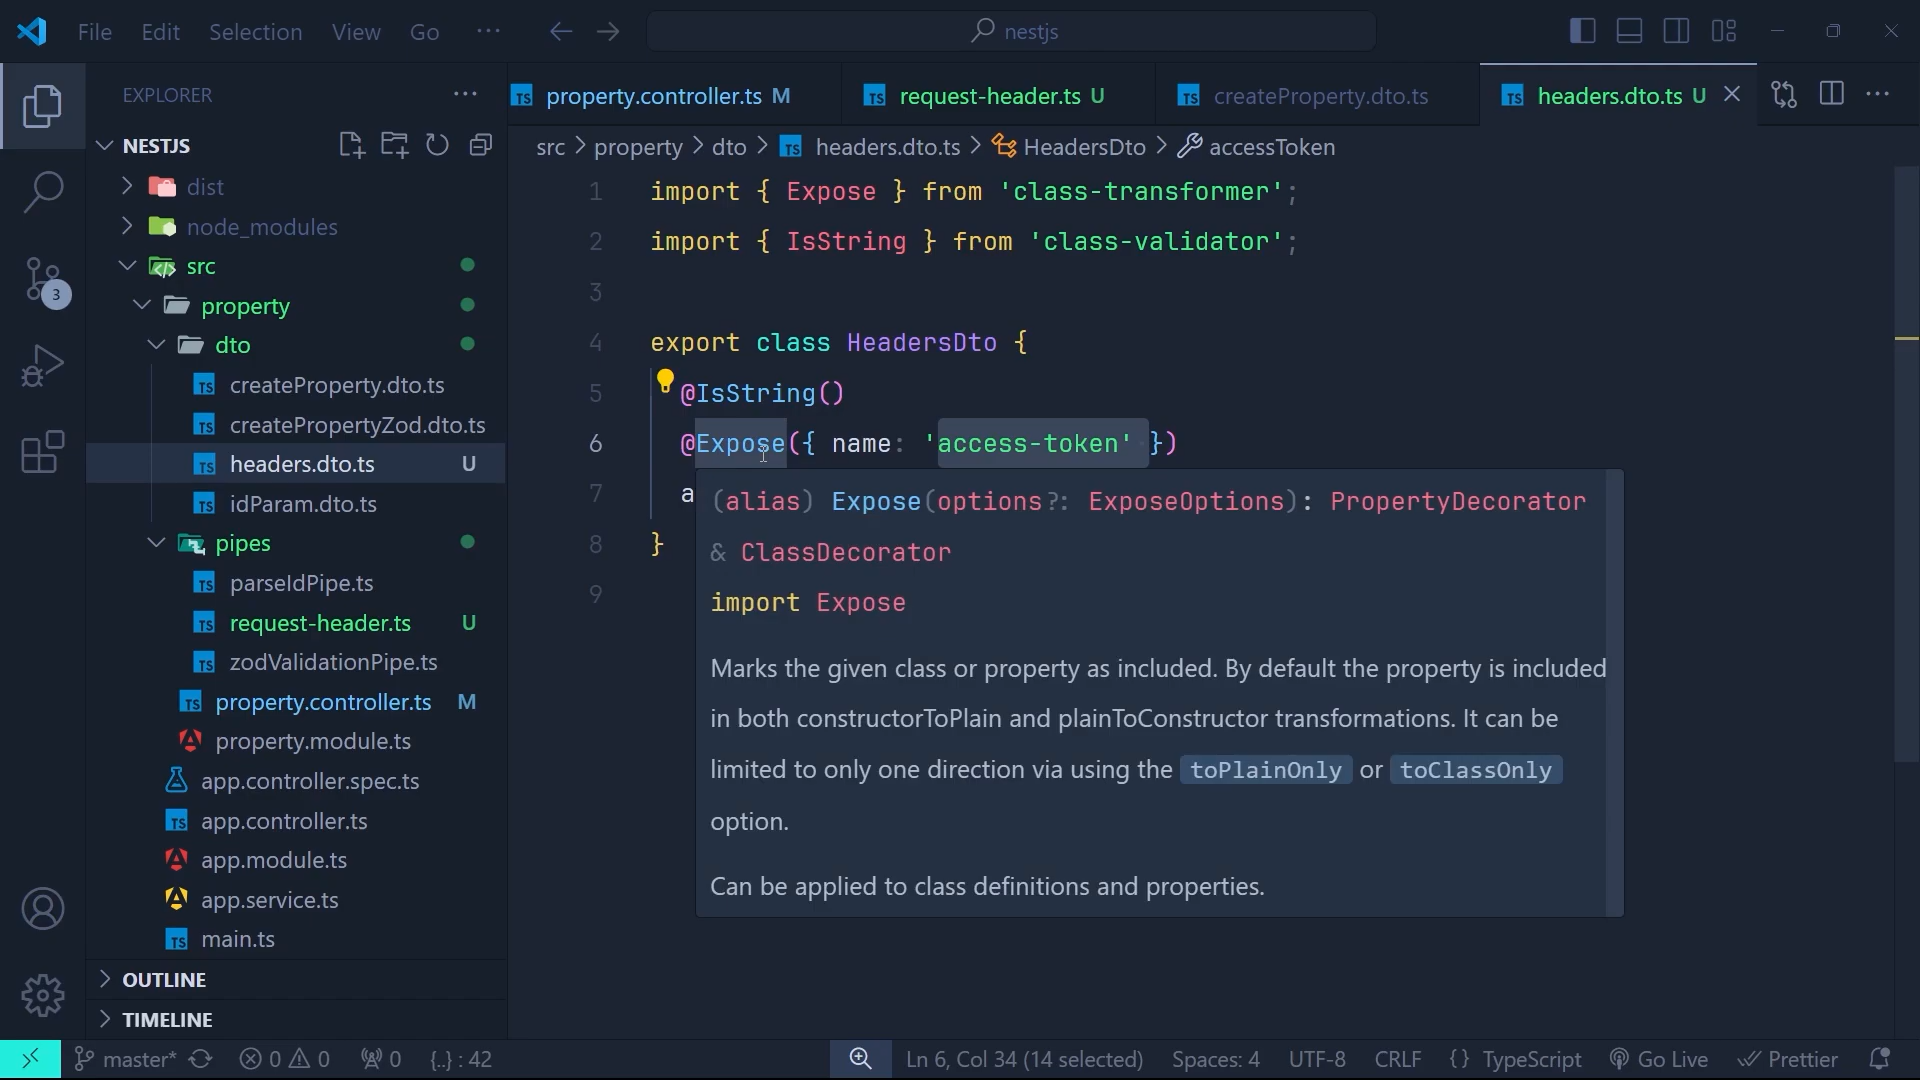 File Edit Selection View Go ··· nestjs
EXPLORER ···
property.controller.ts M request-header.ts U createProperty.dto.ts headers.dto.ts U ···
src > property > dto > headers.dto.ts > HeadersDto > accessToken
NESTJS
dist
node_modules
src
property
dto
createProperty.dto.ts
createPropertyZod.dto.ts
headers.dto.ts U
idParam.dto.ts
pipes
parseIdPipe.ts
request-header.ts U
zodValidationPipe.ts
property.controller.ts M
property.module.ts
app.controller.spec.ts
app.controller.ts
app.module.ts
app.service.ts
main.ts
OUTLINE
TIMELINE
3
1 import { Expose } from 'class-transformer';
2 import { IsString } from 'class-validator';
3
4 export class HeadersDto {
5 @IsString()
6 @Expose({ name: 'access-token' })
7 a
8 }
9
(alias) Expose(options?: ExposeOptions): PropertyDecorator
& ClassDecorator
import Expose
Marks the given class or property as included. By default the property is included
in both constructorToPlain and plainToConstructor transformations. It can be
limited to only one direction via using the toPlainOnly or toClassOnly
option.
Can be applied to class definitions and properties.
master* 0 0 0 {..} : 42 Ln 6, Col 34 (14 selected) Spaces: 4 UTF-8 CRLF {} TypeScript Go Live Prettier